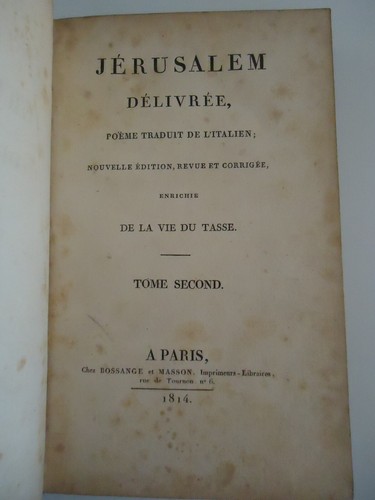 JÉRUSALEM
DÉLIVRÉE,
POËME TRADUIT DE L'ITALIEN;
NOUVELLE ÉDITION, REVUE ET CORRIGÉE,
ENRICHIE
DE LA VIE DU TASSE.
TOME SECOND.
A PARIS,
Chez BOSSANGE et MASSON, Imprimeurs-Libraires,
rue de Tournon nº 6.
1814.